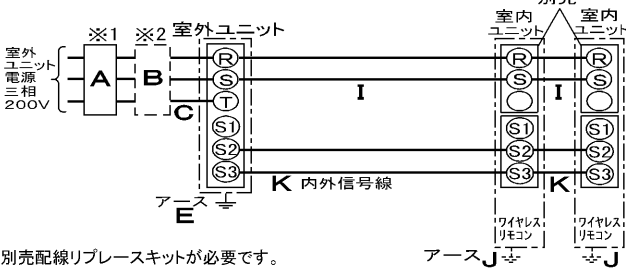 別売
※1
※2
室外ユニット
室内
ユニット
室内
ユニット
室外
ユニット
電源
三相
200V
A
B
C
R
S
T
S1
S2
S3
I
R
S
S1
S2
S3
I
R
S
S1
S2
S3
K 内外信号線
K
アース
E
ワイヤレス
リモコン
ワイヤレス
リモコン
アース J
J
別売配線リプレースキットが必要です。